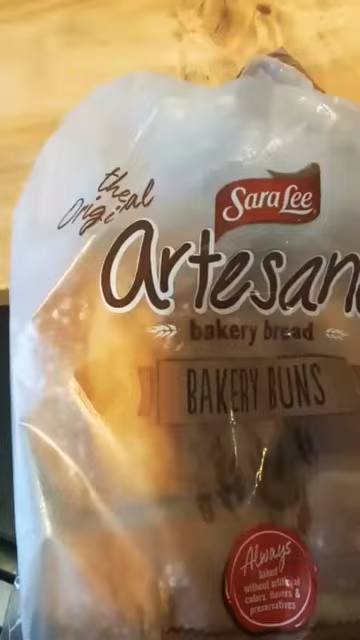 the
Original
Sara Lee
Artesan
bakery bread
BAKERY BUNS
Always
baked
without artificial
colors, flavors &
preservatives